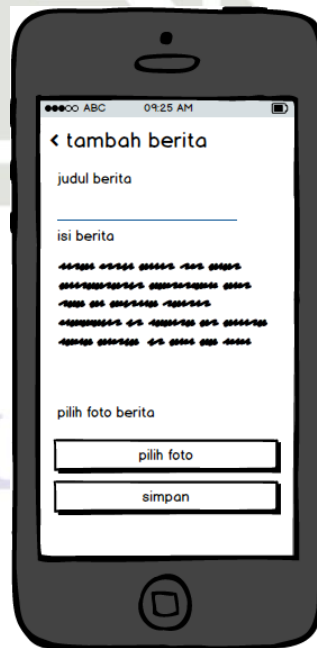 ABC 09:25 AM
< tambah berita
judul berita
isi berita
pilih foto berita
pilih foto
simpan